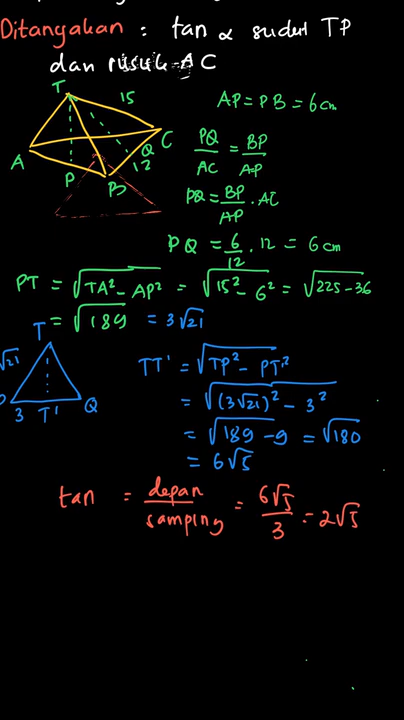 Ditanyakan : tan α sudut TP
dan rusuk AC
T
15
AP = PB = 6 cm
C
A
Q
12
P
B
PQ/AC = BP/AP
PQ = BP/AP . AC
PQ = 6/12 . 12 = 6 cm
PT = √TA² - AP² = √15² - 6² = √225-36
= √189 = 3√21
T
√21
3 T' Q
TT' = √TP² - PT'²
= √(3√21)² - 3²
= √189 - 9 = √180
= 6√5
tan = depan/samping = 6√5/3 = 2√5